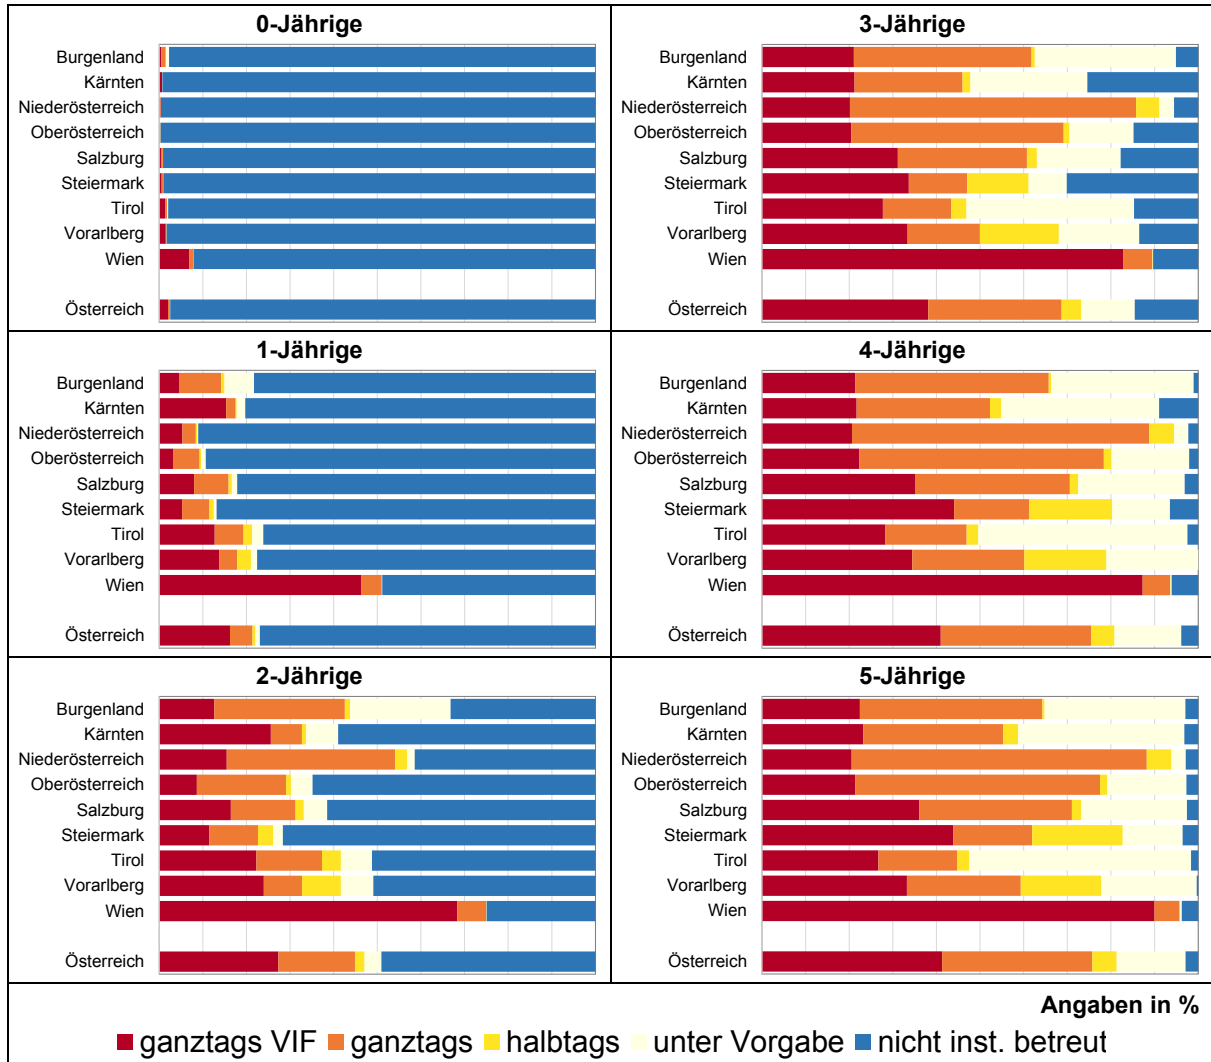 0-Jährige
Burgenland
Kärnten
Niederösterreich
Oberösterreich
Salzburg
Steiermark
Tirol
Vorarlberg
Wien
Österreich
3-Jährige
Burgenland
Kärnten
Niederösterreich
Oberösterreich
Salzburg
Steiermark
Tirol
Vorarlberg
Wien
Österreich
1-Jährige
Burgenland
Kärnten
Niederösterreich
Oberösterreich
Salzburg
Steiermark
Tirol
Vorarlberg
Wien
Österreich
4-Jährige
Burgenland
Kärnten
Niederösterreich
Oberösterreich
Salzburg
Steiermark
Tirol
Vorarlberg
Wien
Österreich
2-Jährige
Burgenland
Kärnten
Niederösterreich
Oberösterreich
Salzburg
Steiermark
Tirol
Vorarlberg
Wien
Österreich
5-Jährige
Burgenland
Kärnten
Niederösterreich
Oberösterreich
Salzburg
Steiermark
Tirol
Vorarlberg
Wien
Österreich
Angaben in %
ganztags VIF ganztags halbtags unter Vorgabe nicht inst. betreut